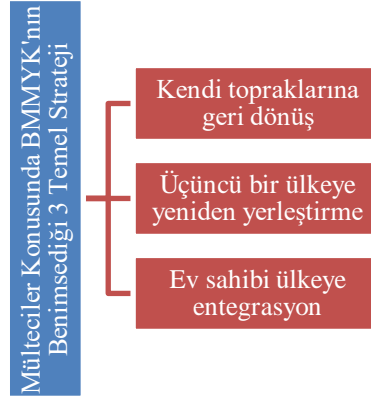 Mülteciler Konusunda BMMYK'nın
Benimsediği 3 Temel Strateji
Kendi topraklarına
geri dönüş
Üçüncü bir ülkeye
yeniden yerleştirme
Ev sahibi ülkeye
entegrasyon